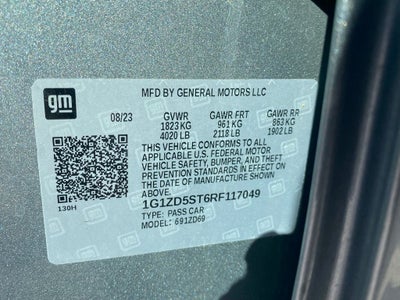 gm
MFD BY GENERAL MOTORS LLC
08/23 GVWR GAWR FRT GAWR RR
1823 KG 961 KG 863 KG
4020 LB 2118 LB 1902 LB
THIS VEHICLE CONFORMS TO ALL
APPLICABLE U.S. FEDERAL MOTOR
VEHICLE SAFETY, BUMPER, AND THEFT
PREVENTION STANDARDS IN EFFECT ON
THE DATE OF MANUFACTURE SHOWN
ABOVE.
130H
1G1ZD5ST6RF117049
TYPE: PASS CAR
MODEL: 691ZD69